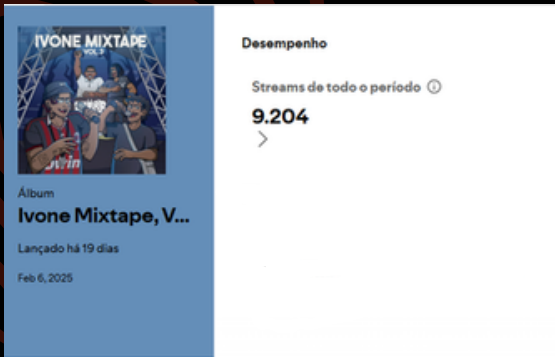 IVONE MIXTAPE
VOL 3
Álbum
Ivone Mixtape, V...
Lançado há 19 dias
Feb 6, 2025
Desempenho
Streams de todo o período
9.204